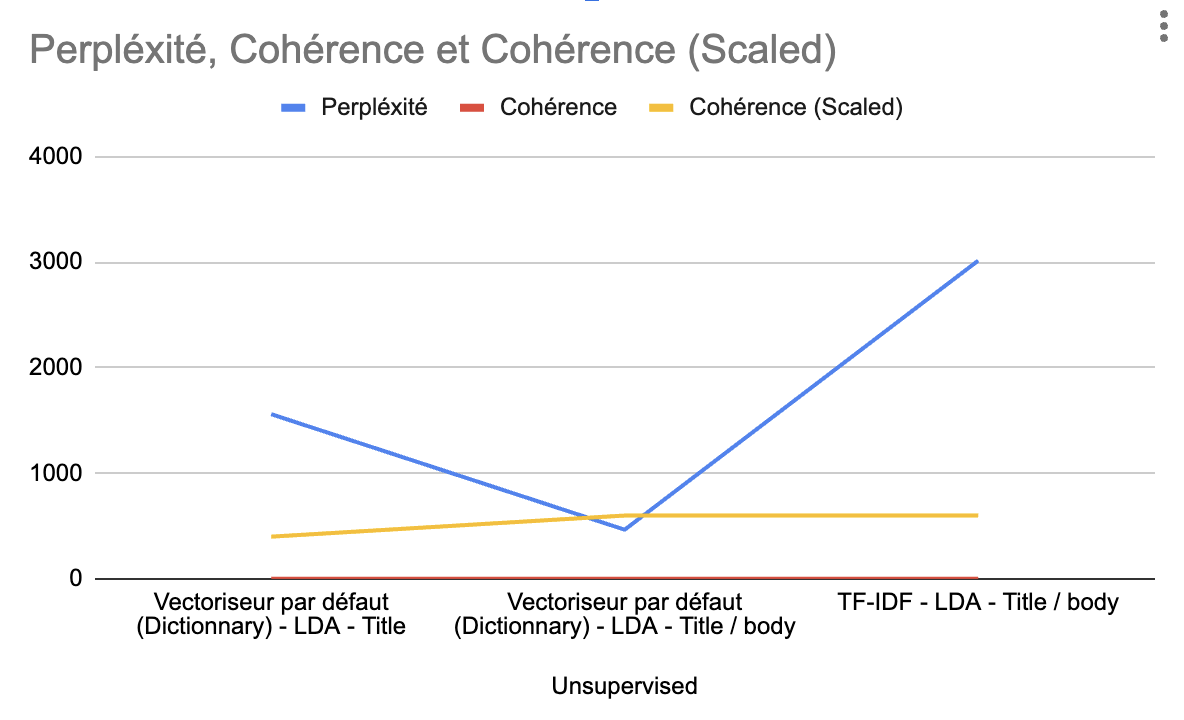 Perpléxité, Cohérence et Cohérence (Scaled)
Perpléxité Cohérence Cohérence (Scaled)
4000
3000
2000
1000
0
Vectoriseur par défaut
(Dictionnary) - LDA - Title
Vectoriseur par défaut
(Dictionnary) - LDA - Title / body
TF-IDF - LDA - Title / body
Unsupervised